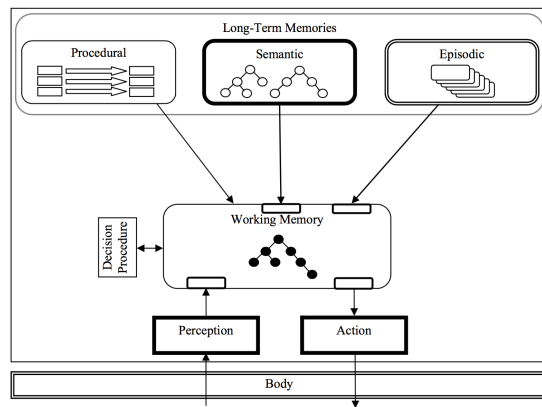 Long-Term Memories
Procedural
Semantic
Episodic
Working Memory
Decision
Procedure
Perception
Action
Body